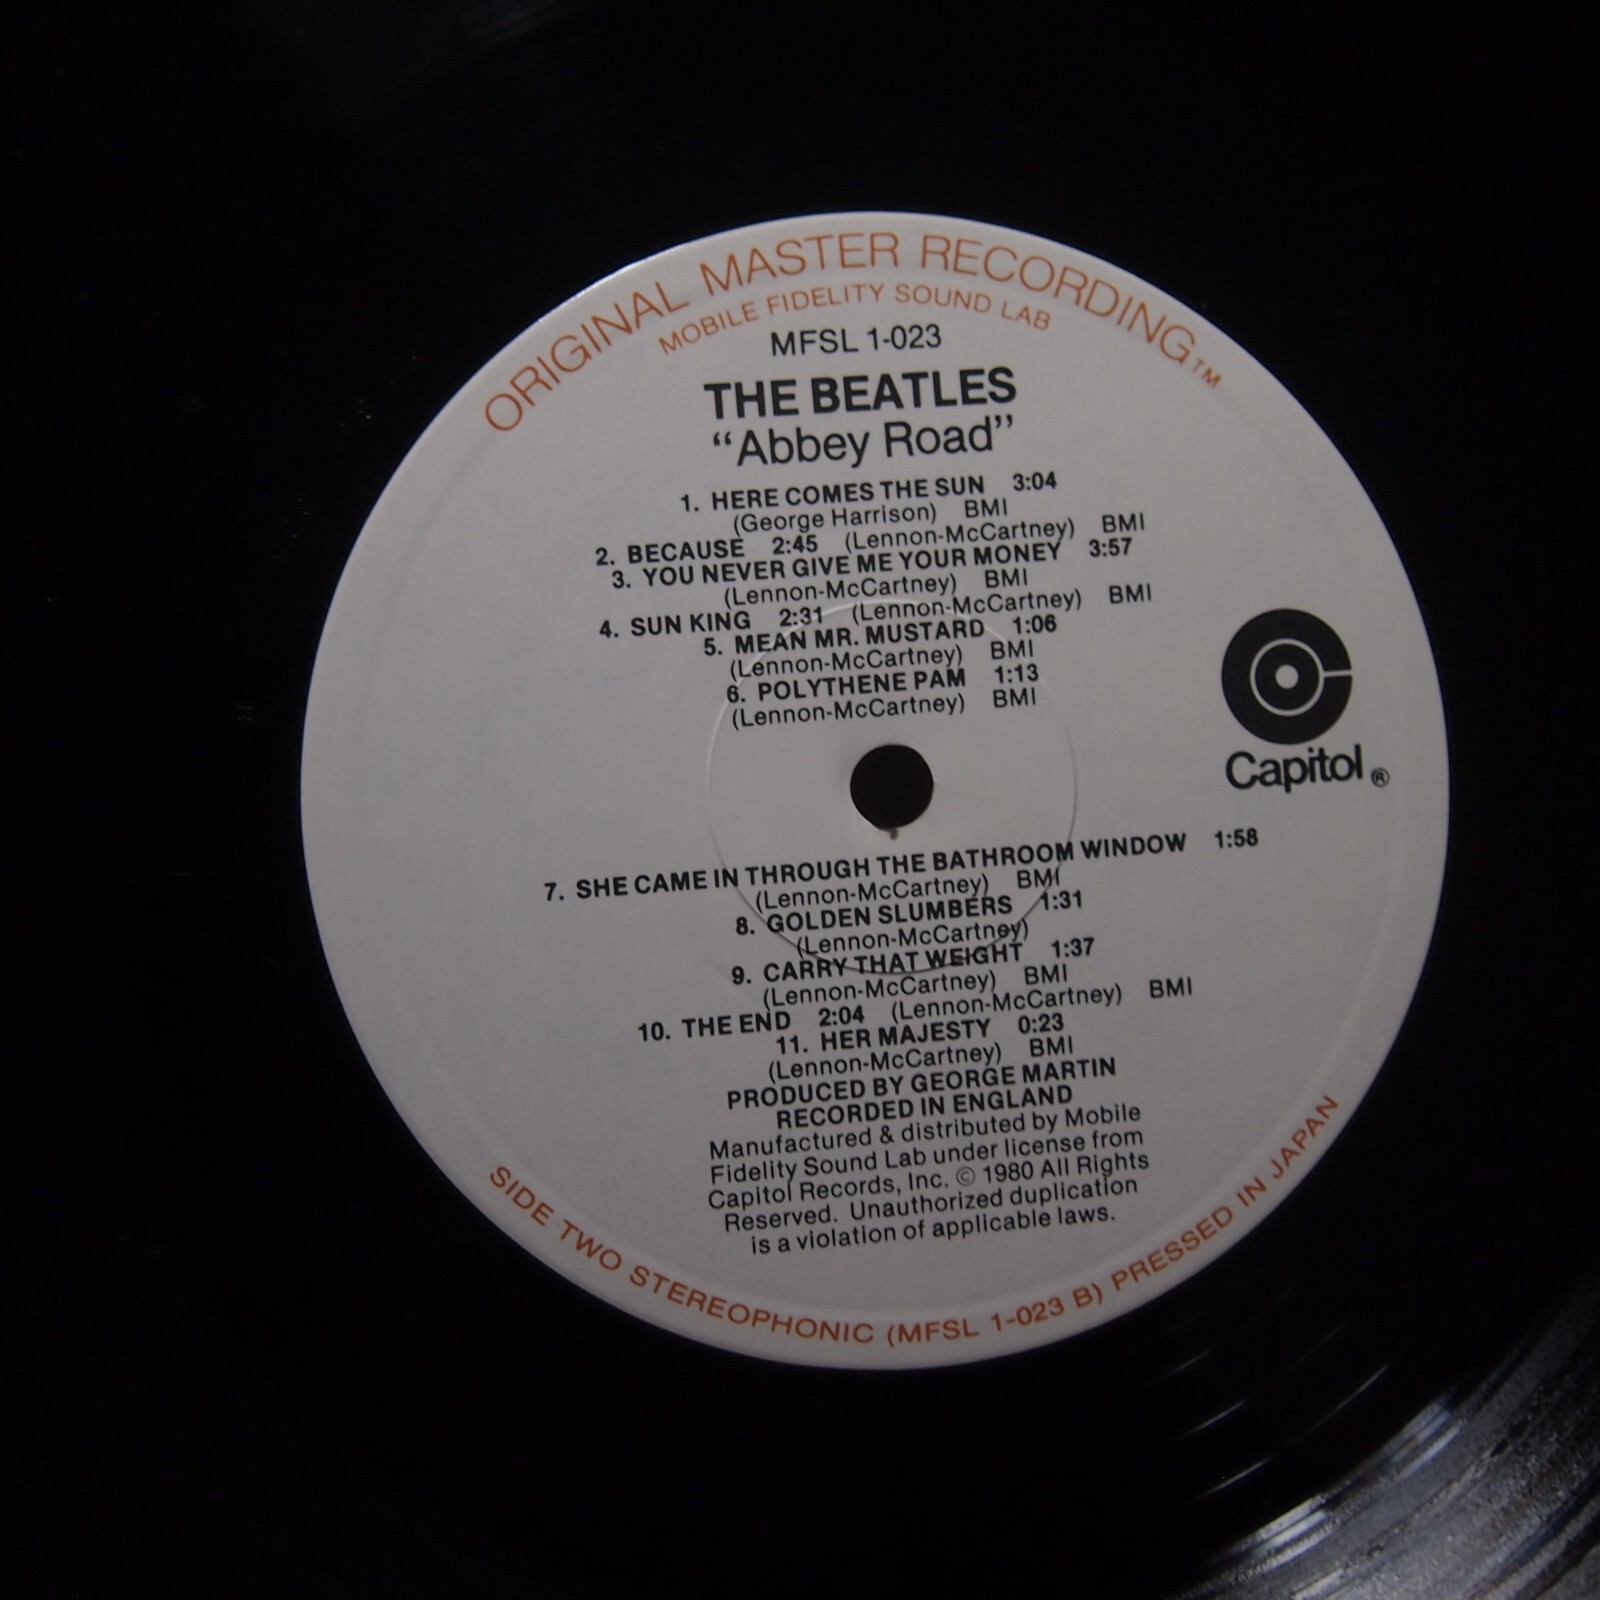 ORIGINAL MASTER RECORDING™
MOBILE FIDELITY SOUND LAB
MFSL 1-023
THE BEATLES
“Abbey Road”
1. HERE COMES THE SUN 3:04
(George Harrison) BMI
2. BECAUSE 2:45 (Lennon-McCartney) BMI
3. YOU NEVER GIVE ME YOUR MONEY 3:57
(Lennon-McCartney) BMI
4. SUN KING 2:31 (Lennon-McCartney) BMI
5. MEAN MR. MUSTARD 1:06
(Lennon-McCartney) BMI
6. POLYTHENE PAM 1:13
(Lennon-McCartney) BMI
Capitol ®
7. SHE CAME IN THROUGH THE BATHROOM WINDOW 1:58
(Lennon-McCartney) BMI
8. GOLDEN SLUMBERS 1:31
(Lennon-McCartney)
9. CARRY THAT WEIGHT 1:37
(Lennon-McCartney) BMI
10. THE END 2:04 (Lennon-McCartney) BMI
11. HER MAJESTY 0:23
(Lennon-McCartney) BMI
PRODUCED BY GEORGE MARTIN
RECORDED IN ENGLAND
Manufactured & distributed by Mobile
Fidelity Sound Lab under license from
Capitol Records, Inc. © 1980 All Rights
Reserved. Unauthorized duplication
is a violation of applicable laws.
SIDE TWO STEREOPHONIC (MFSL 1-023 B) PRESSED IN JAPAN